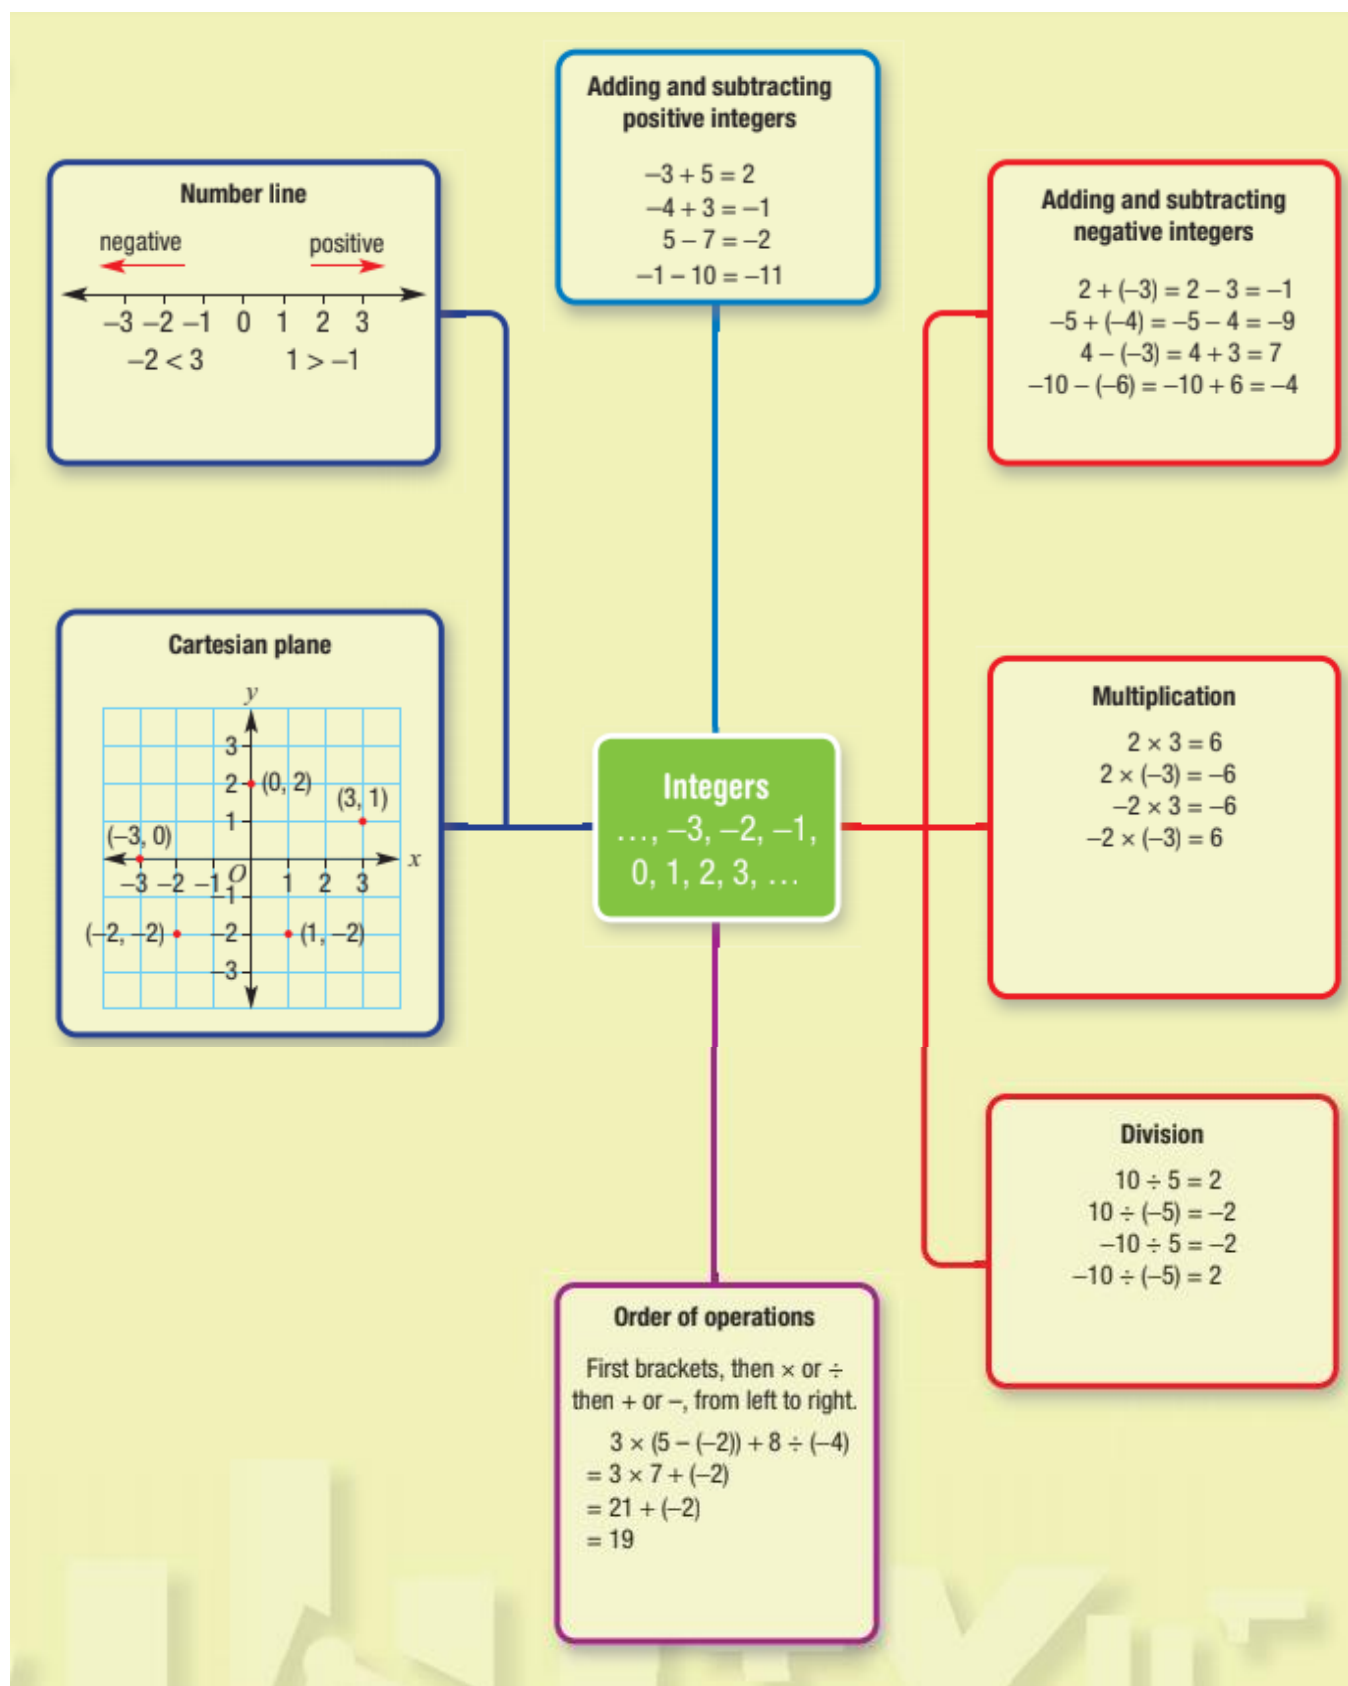 Adding and subtracting
positive integers
–3 + 5 = 2
–4 + 3 = –1
5 – 7 = –2
–1 – 10 = –11
Number line
negative positive
–3 –2 –1 0 1 2 3
–2 < 3 1 > –1
Adding and subtracting
negative integers
2 + (–3) = 2 – 3 = –1
–5 + (–4) = –5 – 4 = –9
4 – (–3) = 4 + 3 = 7
–10 – (–6) = –10 + 6 = –4
Cartesian plane
y
3
2 (0, 2)
(3, 1)
1
(–3, 0)
x
–3 –2 –1 O 1 2 3
–1
(–2, –2) –2 (1, –2)
–3
Integers
…, –3, –2, –1,
0, 1, 2, 3, …
Multiplication
2 × 3 = 6
2 × (–3) = –6
–2 × 3 = –6
–2 × (–3) = 6
Division
10 ÷ 5 = 2
10 ÷ (–5) = –2
–10 ÷ 5 = –2
–10 ÷ (–5) = 2
Order of operations
First brackets, then × or ÷
then + or –, from left to right.
3 × (5 – (–2)) + 8 ÷ (–4)
= 3 × 7 + (–2)
= 21 + (–2)
= 19